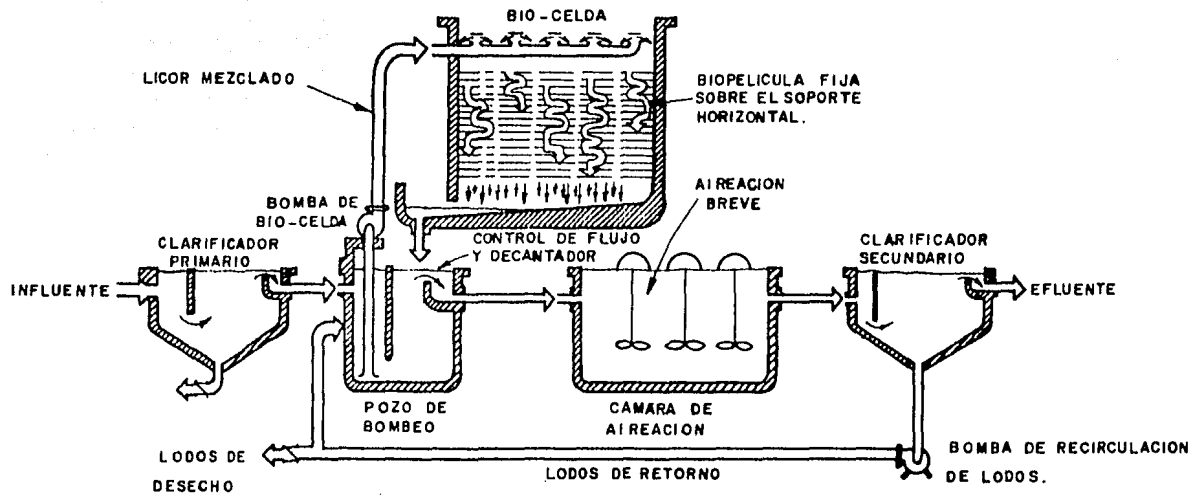 BIO-CELDA
LICOR MEZCLADO
BIOPELICULA FIJA
SOBRE EL SOPORTE
HORIZONTAL.
AIREACION
BREVE
BOMBA DE
BIO-CELDA
CONTROL DE FLUJO
Y DECANTADOR
CLARIFICADOR
PRIMARIO
CLARIFICADOR
SECUNDARIO
INFLUENTE
EFLUENTE
POZO DE
BOMBEO
CAMARA DE
AIREACION
LODOS DE
DESECHO
LODOS DE RETORNO
BOMBA DE RECIRCULACION
DE LODOS.